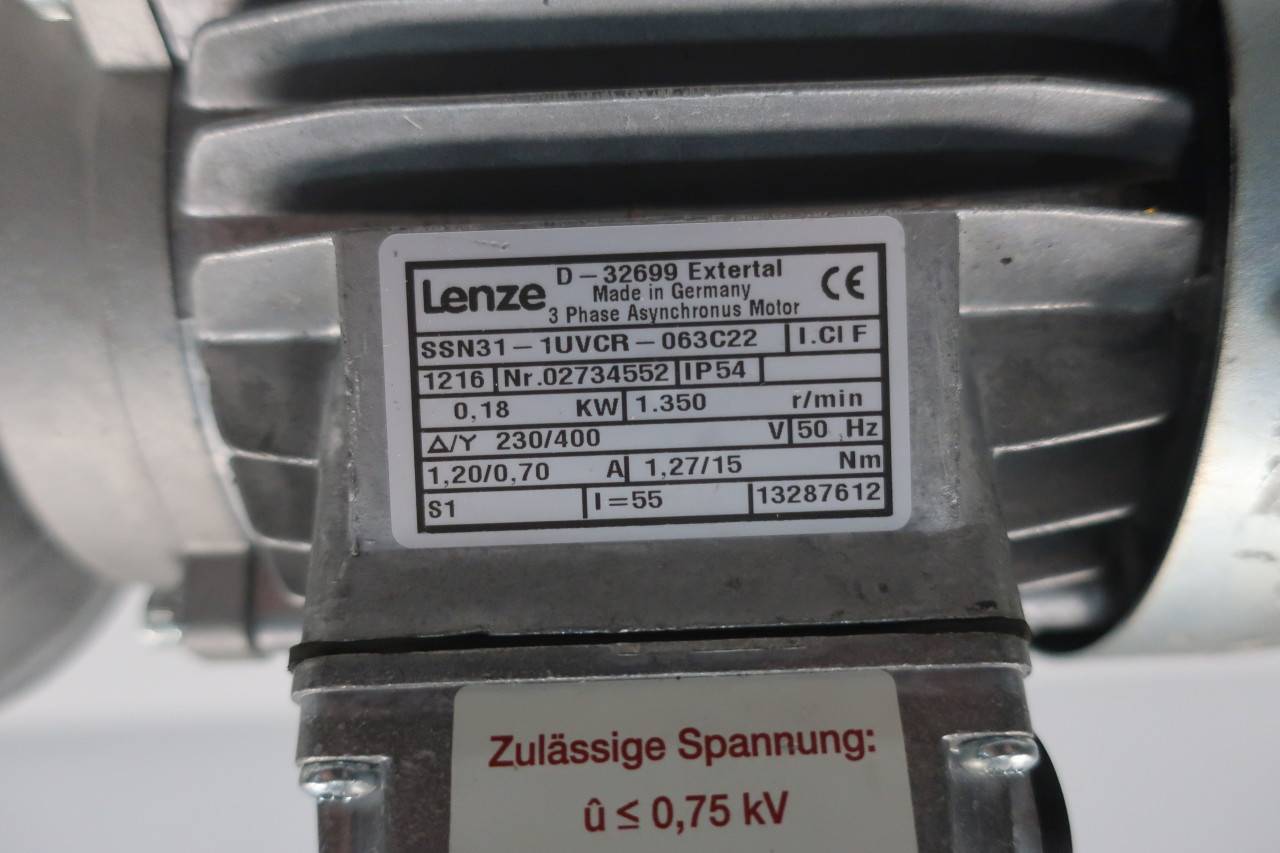 Lenze D-32699 Extertal CE
Made in Germany
3 Phase Asynchronus Motor
SSN31-1UVCR-063C22 I.Cl F
1216 Nr.02734552 IP54
0,18 KW 1.350 r/min
Δ/Y 230/400 V 50 Hz
1,20/0,70 A 1,27/15 Nm
S1 I=55 13287612
Zulässige Spannung:
û ≤ 0,75 kV